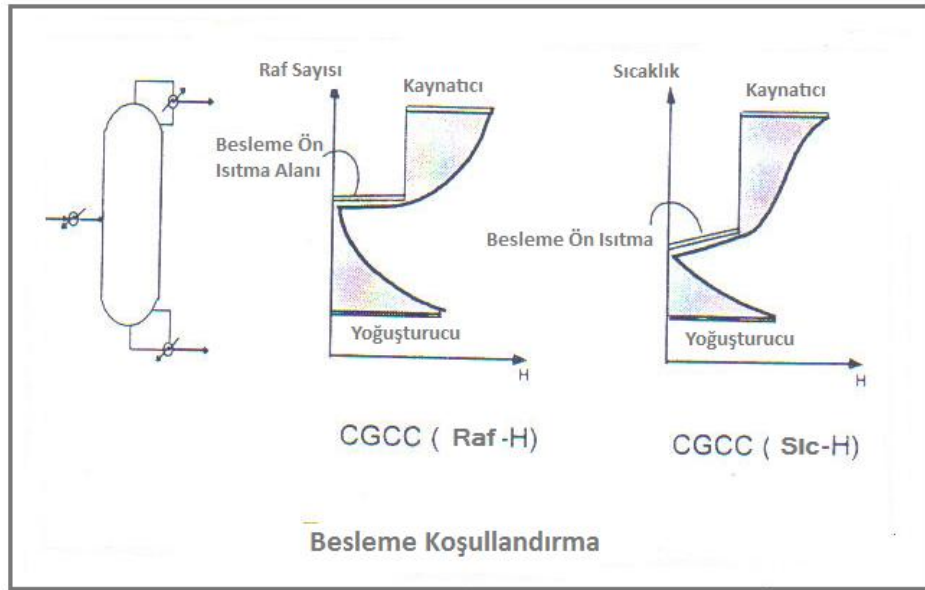 Raf Sayısı
Kaynatıcı
Besleme Ön
Isıtma Alanı
Yoğuşturucu
H
CGCC ( Raf -H)
Sıcaklık
Kaynatıcı
Besleme Ön Isıtma
Yoğuşturucu
H
CGCC ( Sıc-H)
Besleme Koşullandırma